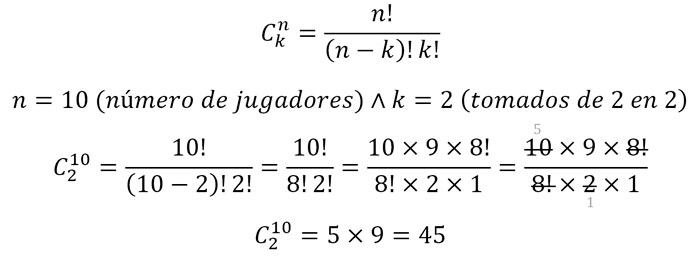 C_k^n = n! / (n − k)! k!
n = 10 (número de jugadores) ∧ k = 2 (tomados de 2 en 2)
C_2^10 = 10! / (10 − 2)! 2! = 10! / 8! 2! = 10 × 9 × 8! / 8! × 2 × 1 = 5 10 × 9 × 8! / 8! × 2 × 1 1
C_2^10 = 5 × 9 = 45